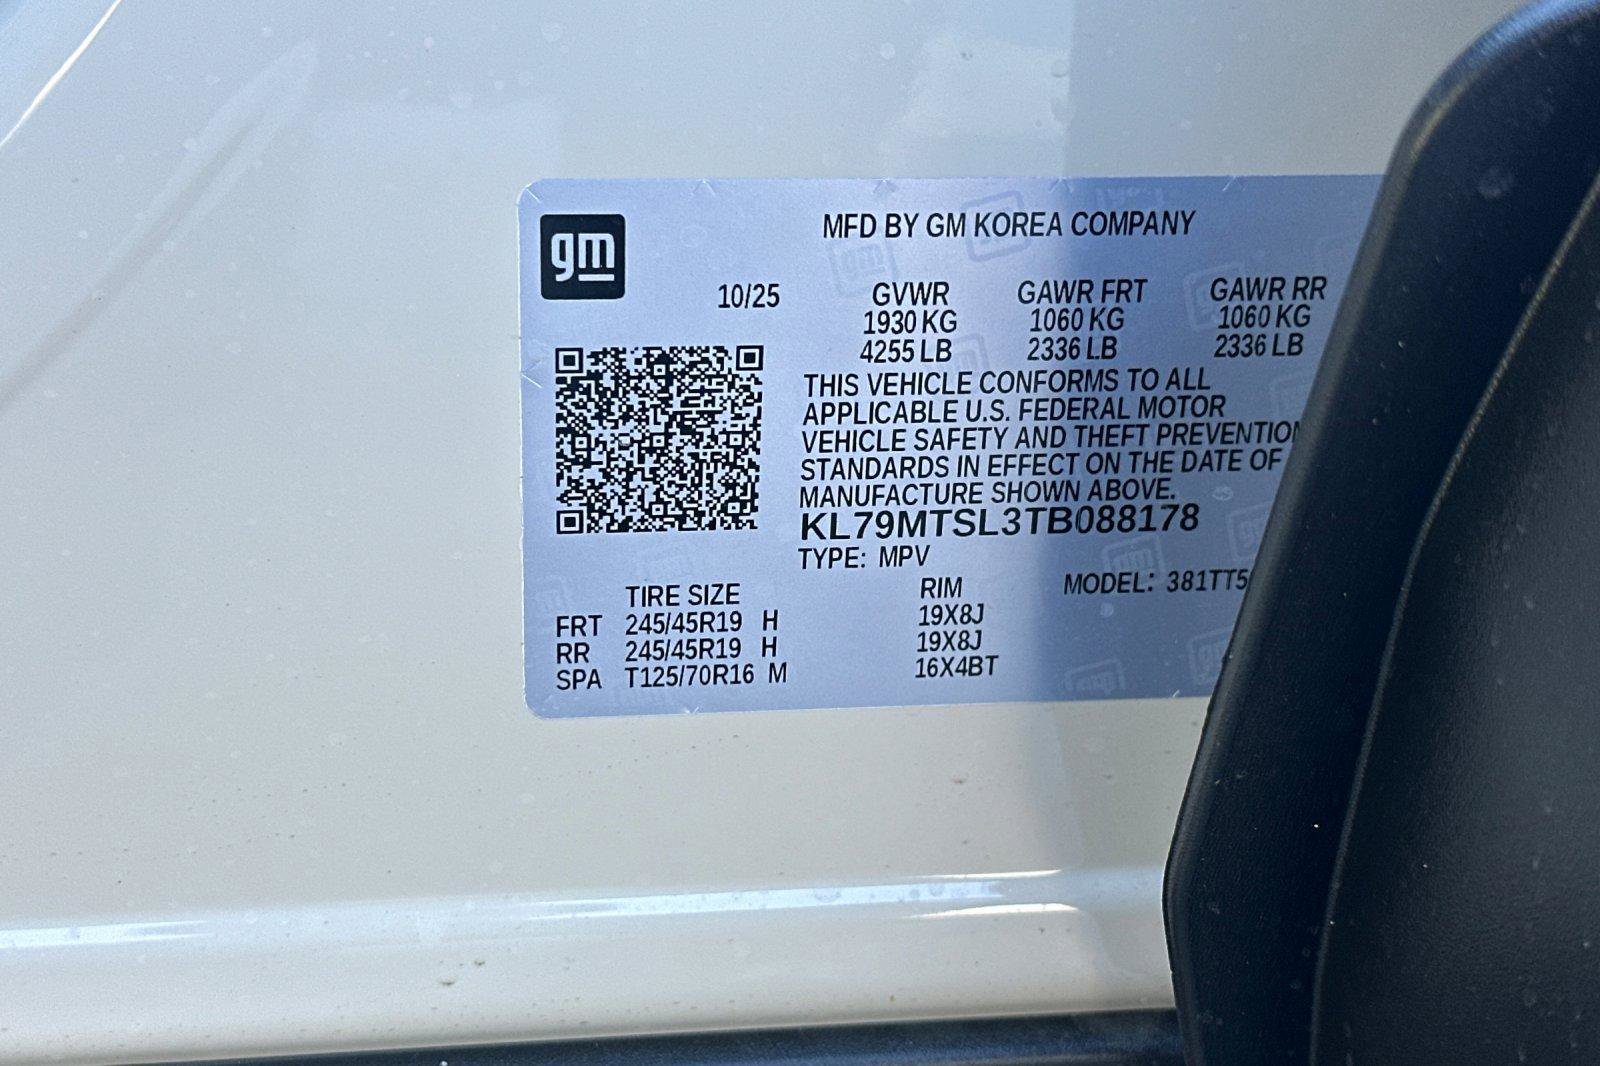 gm
MFD BY GM KOREA COMPANY
10/25 GVWR GAWR FRT GAWR RR
1930 KG 1060 KG 1060 KG
4255 LB 2336 LB 2336 LB
THIS VEHICLE CONFORMS TO ALL
APPLICABLE U.S. FEDERAL MOTOR
VEHICLE SAFETY AND THEFT PREVENTION
STANDARDS IN EFFECT ON THE DATE OF
MANUFACTURE SHOWN ABOVE.
KL79MTSL3TB088178
TYPE: MPV
TIRE SIZE RIM MODEL: 381TT5
FRT 245/45R19 H 19X8J
RR 245/45R19 H 19X8J
SPA T125/70R16 M 16X4BT